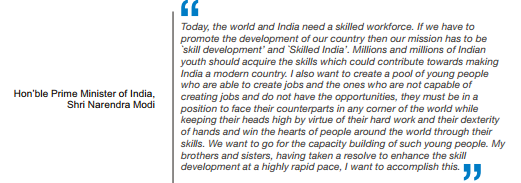 Hon'ble Prime Minister of India,
Shri Narendra Modi
“
Today, the world and India need a skilled workforce. If we have to
promote the development of our country then our mission has to be
`skill development' and `Skilled India'. Millions and millions of Indian
youth should acquire the skills which could contribute towards making
India a modern country. I also want to create a pool of young people
who are able to create jobs and the ones who are not capable of
creating jobs and do not have the opportunities, they must be in a
position to face their counterparts in any corner of the world while
keeping their heads high by virtue of their hard work and their dexterity
of hands and win the hearts of people around the world through their
skills. We want to go for the capacity building of such young people. My
brothers and sisters, having taken a resolve to enhance the skill
development at a highly rapid pace, I want to accomplish this. ”